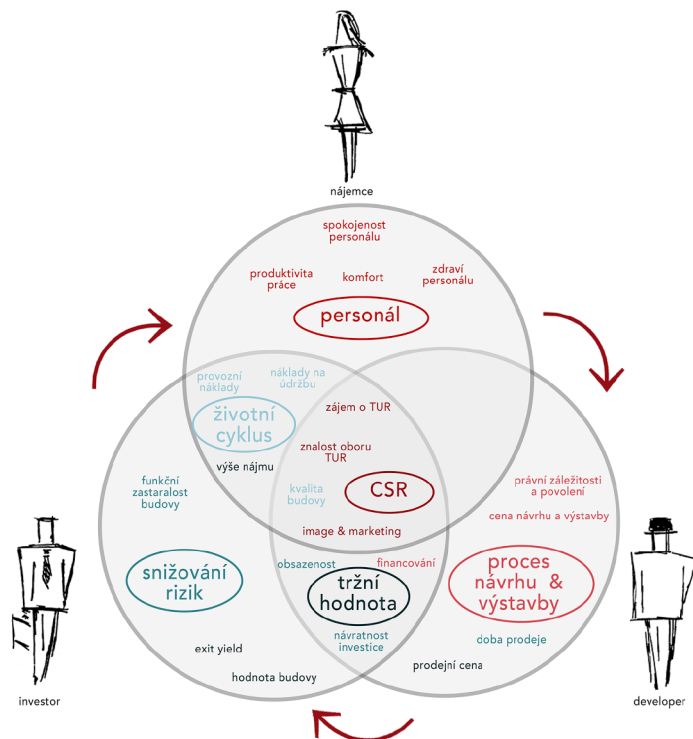 nájemce
spokojenost
personálu
produktivita
práce
komfort
zdraví
personálu
personál
provozní
náklady
náklady na
údržbu
životní
cyklus
zájem o TUR
výše nájmu
znalost oboru
TUR
funkční
zastaralost
budovy
kvalita
budovy
CSR
právní záležitosti
a povolení
cena návrhu a výstavby
image & marketing
obsazenost
financování
snižování
rizik
tržní
hodnota
proces
návrhu &
výstavby
návratnost
investice
doba prodeje
exit yield
prodejní cena
hodnota budovy
investor
developer